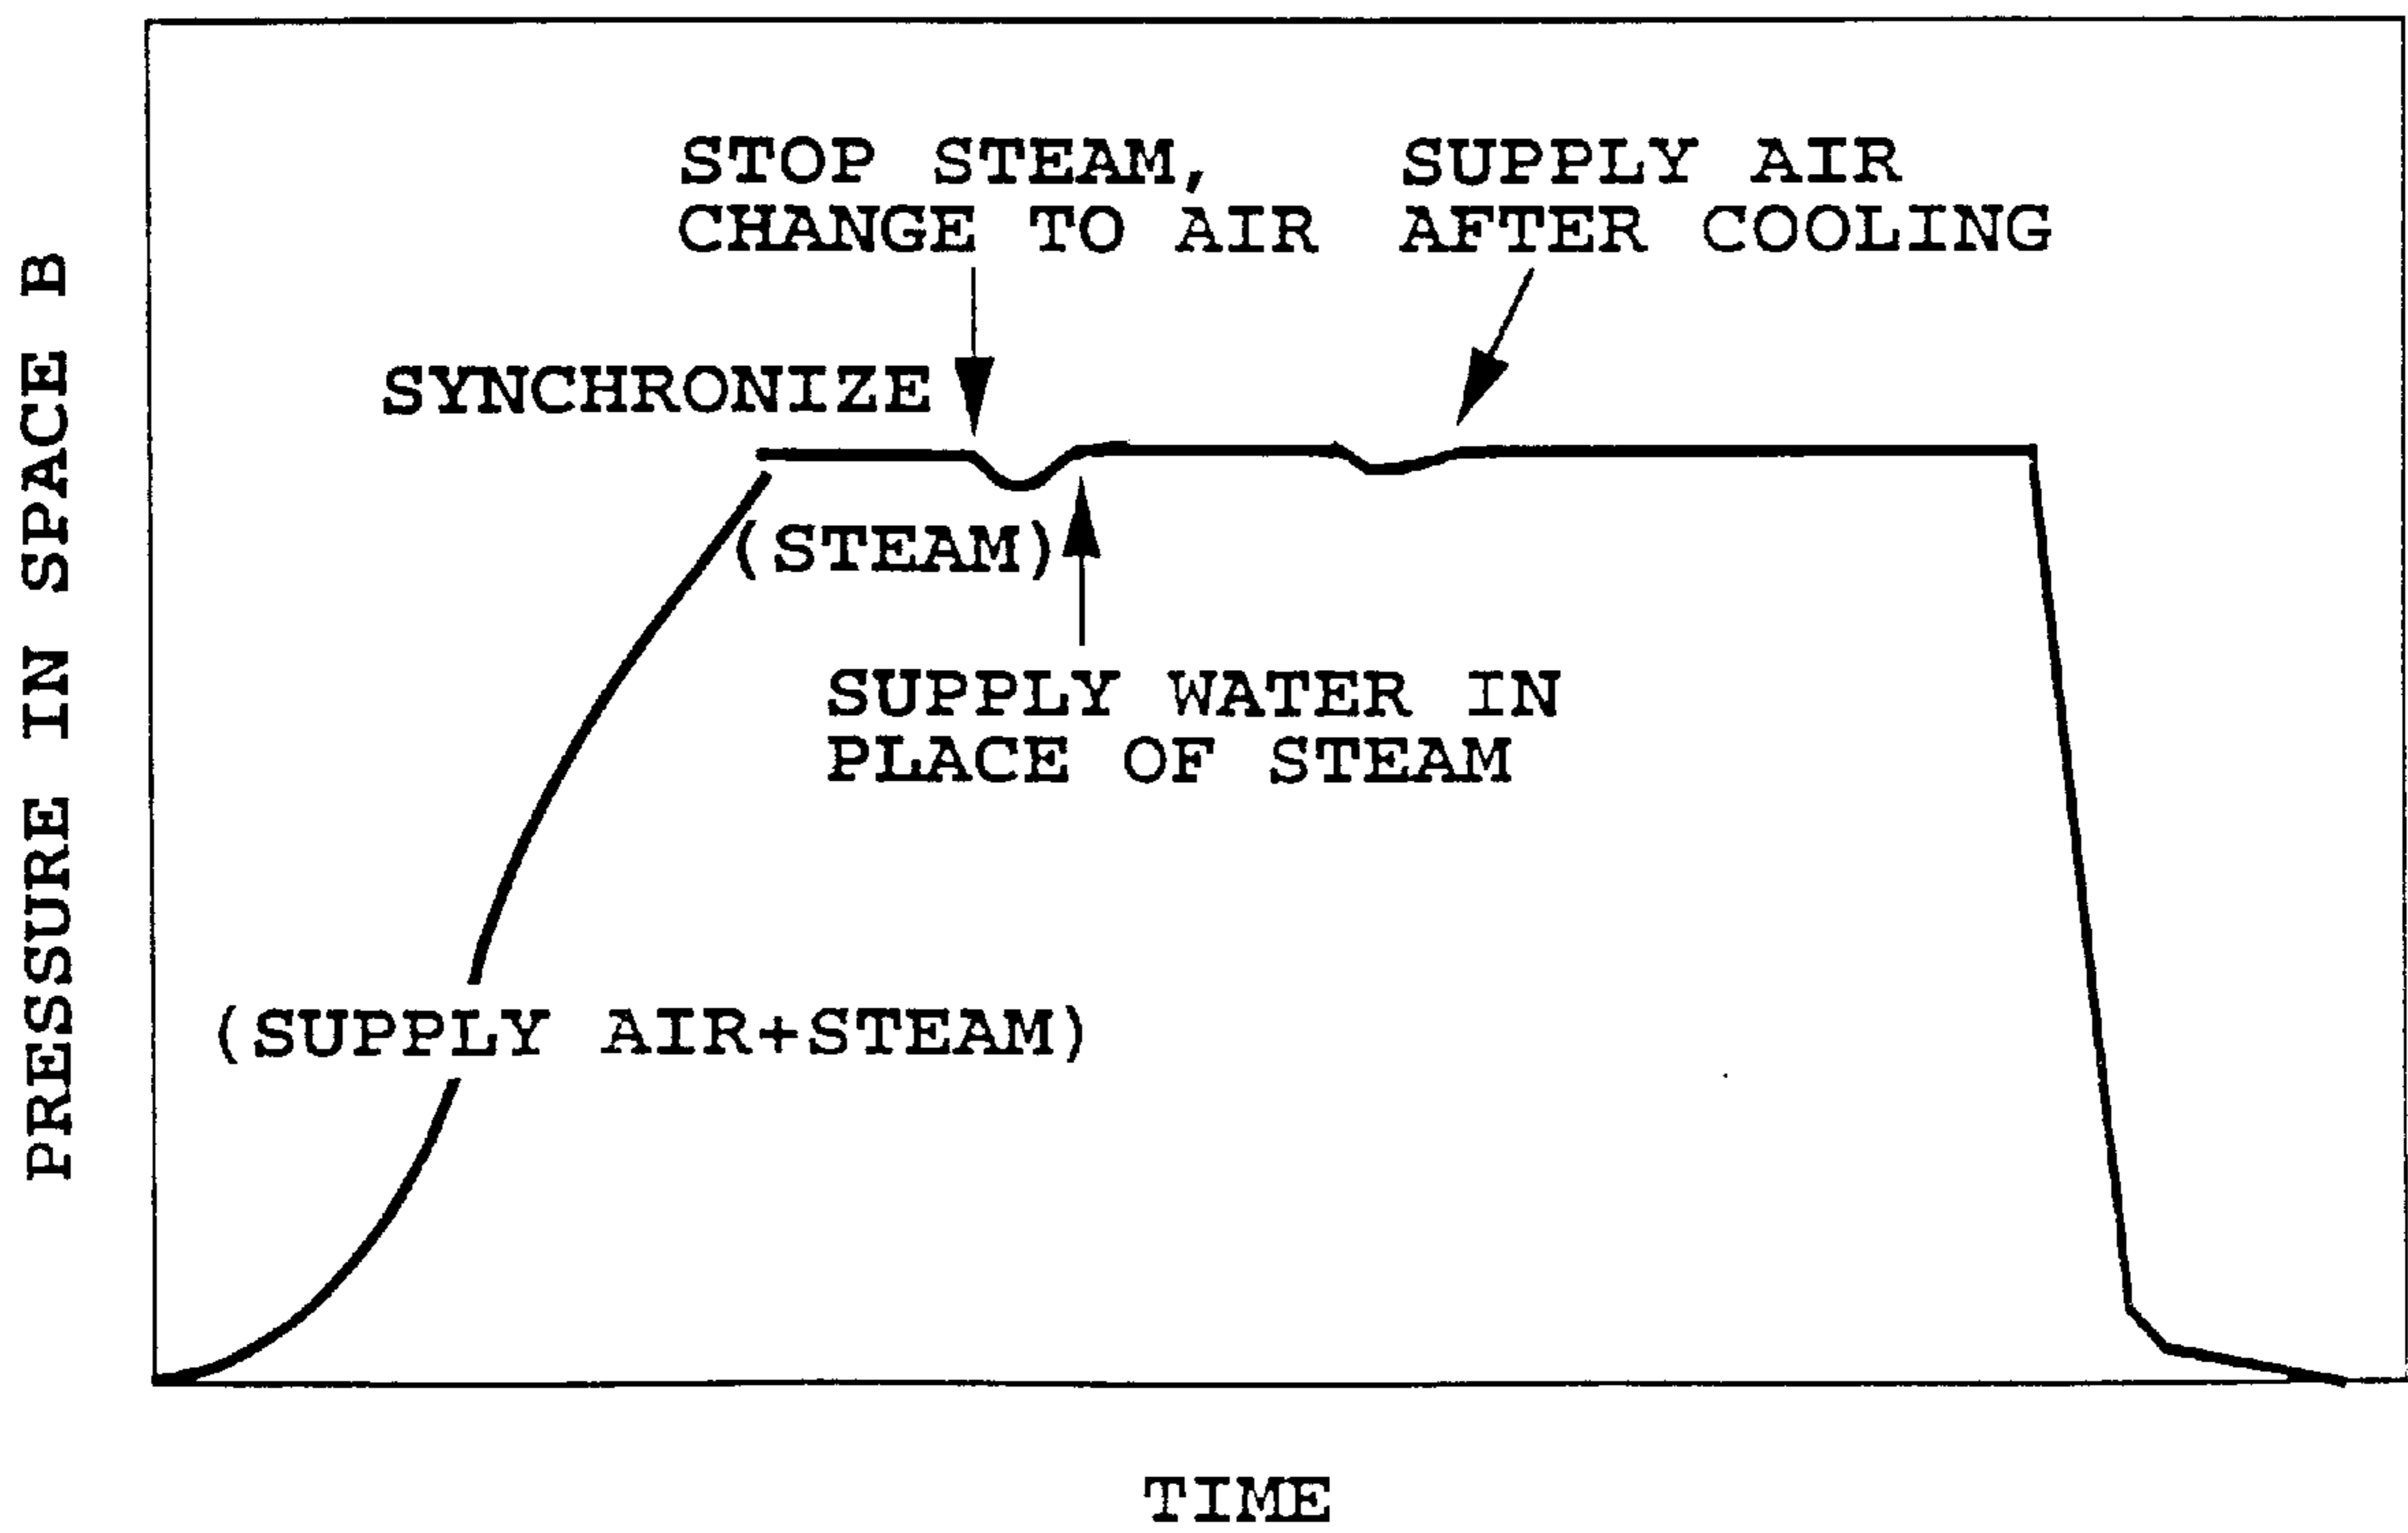 STOP STEAM,
CHANGE TO AIR
SUPPLY AIR
AFTER COOLING
SYNCHRONIZE
(STEAM)
SUPPLY WATER IN
PLACE OF STEAM
(SUPPLY AIR+STEAM)
PRESSURE IN SPACE B
TIME